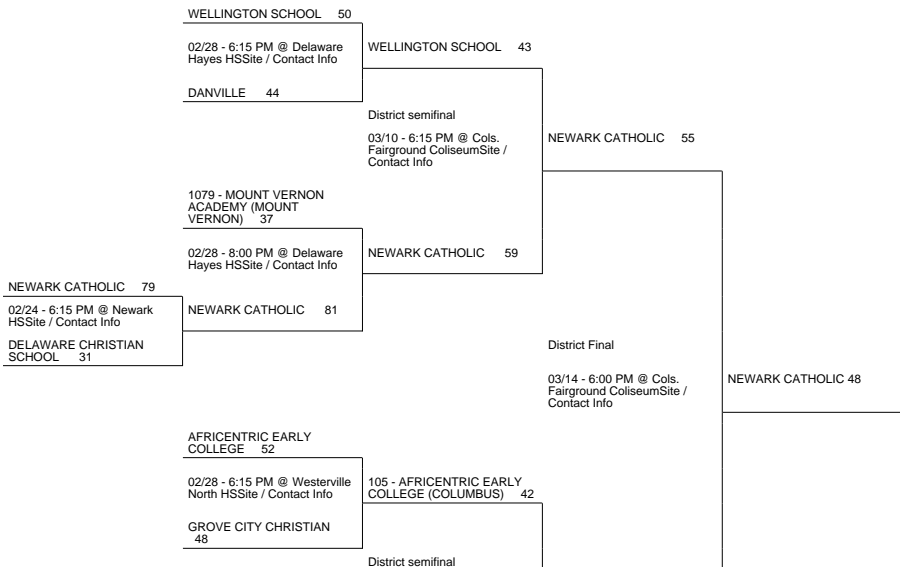 WELLINGTON SCHOOL 50
02/28 - 6:15 PM @ Delaware
Hayes HSSite / Contact Info
DANVILLE 44
WELLINGTON SCHOOL 43
District semifinal
03/10 - 6:15 PM @ Cols.
Fairground ColiseumSite /
Contact Info
NEWARK CATHOLIC 55
1079 - MOUNT VERNON
ACADEMY (MOUNT
VERNON) 37
02/28 - 8:00 PM @ Delaware
Hayes HSSite / Contact Info
NEWARK CATHOLIC 59
NEWARK CATHOLIC 79
02/24 - 6:15 PM @ Newark
HSSite / Contact Info
DELAWARE CHRISTIAN
SCHOOL 31
NEWARK CATHOLIC 81
District Final
03/14 - 6:00 PM @ Cols.
Fairground ColiseumSite /
Contact Info
NEWARK CATHOLIC 48
AFRICENTRIC EARLY
COLLEGE 52
02/28 - 6:15 PM @ Westerville
North HSSite / Contact Info
GROVE CITY CHRISTIAN
48
105 - AFRICENTRIC EARLY
COLLEGE (COLUMBUS) 42
District semifinal